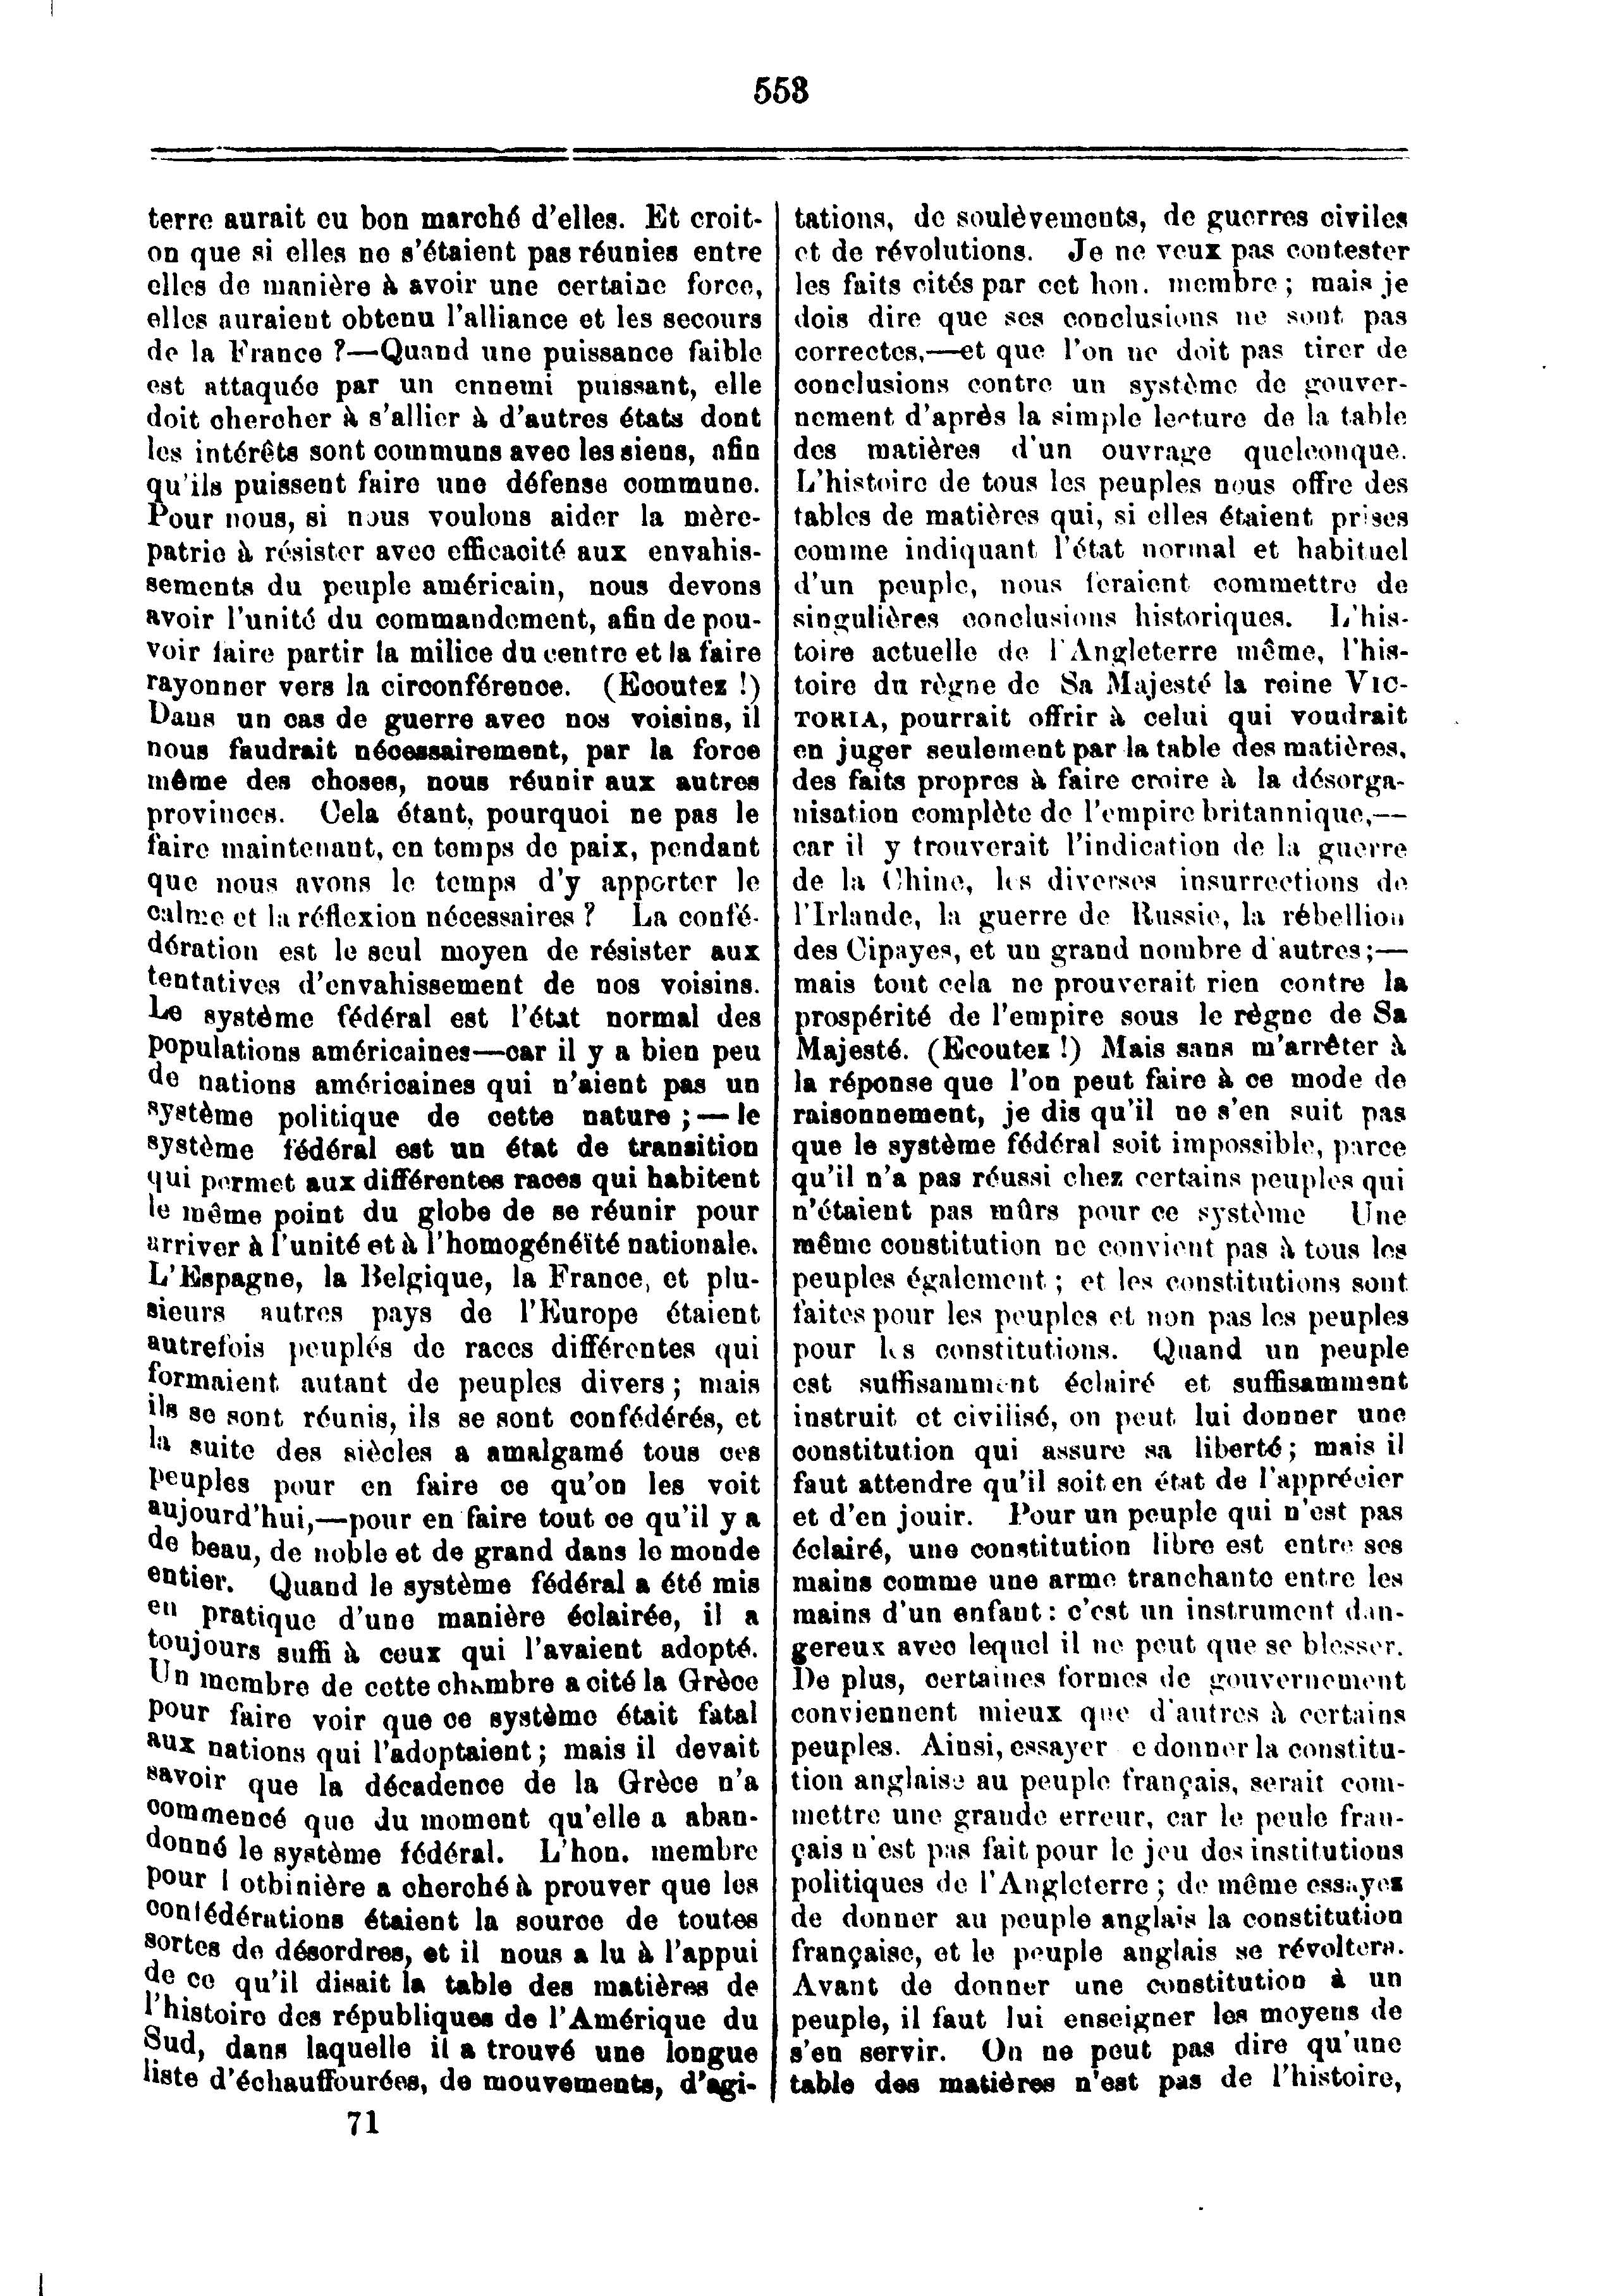 553
terre aurait eu bon marché d'elles. Et croit-
on que si elles ne s'étaient pas réunies entre
elles de manière à avoir une certaine force,
elles auraient obtenu l'alliance et les secours
de la France ?—Quand une puissance faible
est attaquée par un ennemi puissant, elle
doit chercher à s'allier à d'autres états dont
les intérêts sont communs avec les siens, afin
qu'ils puissent faire une défense commune.
Pour nous, si nous voulons aider la mère-
patrie à résister avec efficacité aux envahis-
sements du peuple américain, nous devons
avoir l'unité du commandement, afin de pou-
voir faire partir la milice du centre et la faire
rayonner vers la circonférence. (Ecoutez !)
Dans un cas de guerre avec nos voisins, il
nous faudrait nécessairement, par la force
même des choses, nous réunir aux autres
provinces. Cela étant, pourquoi ne pas le
faire maintenant, en temps de paix, pendant
que nous avons le temps d'y apporter le
calme et la réflexion nécessaires ? La confé-
dération est le seul moyen de résister aux
tentatives d'envahissement de nos voisins.
Le système fédéral est l'état normal des
populations américaines—car il y a bien peu
de nations américaines qui n'aient pas un
système politique de cette nature ;—le
système fédéral est un état de transition
qui permet aux différentes races qui habitent
le même point du globe de se réunir pour
arriver à l'unité et à l'homogénéïté nationale.
L'Espagne, la Belgique, la France, et plu-
sieurs autres pays de l'Europe étaient
autrefois peuplés de races différentes qui
formaient autant de peuples divers ; mais
ils se sont réunis, ils se sont confédérés, et
la suite des siècles a amalgamé tous ces
peuples pour en faire ce qu'on les voit
aujourd'hui,—pour en faire tout ce qu'il y a
de beau, de noble et de grand dans le monde
entier. Quand le système fédéral a été mis
en pratique d'une manière éclairée, il a
toujours suffi à ceux qui l'avaient adopté.
Un membre de cette chambre a cité la Grèce
pour faire voir que ce système était fatal
aux nations qui l'adoptaient ; mais il devait
savoir que la décadence de la Grèce n'a
commencé que du moment qu'elle a aban-
donné le système fédéral. L'hon. membre
pour Lotbinière a cherché à prouver que les
confédérations étaient la source de toutes
sortes de désordres, et il nous a lu à l'appui
de ce qu'il disait la table des matières de
l'histoire des républiques de l'Amérique du
Sud, dans laquelle il a trouvé une longue
liste d'échauffourées, de mouvements, d'agi-
71
tations, de soulèvements, de guerres civiles
et de révolutions. Je ne veux pas contester
les faits cités par cet hon. membre ; mais je
dois dire que ses conclusions ne sont pas
correctes,—et que l'on ne doit pas tirer de
conclusions contre un système de gouver-
nement d'après la simple lecture de la table
des matières d'un ouvrage quelconque.
L'histoire de tous les peuples nous offre des
tables de matières qui, si elles étaient prises
comme indiquant l'état normal et habituel
d'un peuple, nous feraient commettre de
singulières conclusions historiques. L'his-
toire actuelle de l'Angleterre même, l'his-
toire du règne de Sa Majesté la reine VIC-
TORIA, pourrait offrir à celui qui voudrait
en juger seulement par la table des matières,
des faits propres à faire croire à la désorga-
nisation complète de l'empire britannique,—
car il y trouverait l'indication de la guerre
de la Chine, les diverses insurrections de
l'Irlande, la guerre de Russie, la rébellion
des Cipayes, et un grand nombre d'autres ;—
mais tout cela ne prouverait rien contre la
prospérité de l'empire sous le règne de Sa
Majesté. (Ecoutez !) Mais sans m'arrêter à
la réponse que l'on peut faire à ce mode de
raisonnement, je dis qu'il ne s'en suit pas
que le système fédéral soit impossible, parce
qu'il n'a pas réussi chez certains peuples qui
n'étaient pas mûrs pour ce système Une
même constitution ne convient pas à tous les
peuples également ; et les constitutions sont
faites pour les peuples et non pas les peuples
pour les constitutions. Quand un peuple
est suffisamment éclairé et suffisamment
instruit et civilisé, on peut lui donner une
constitution qui assure sa liberté ; mais il
faut attendre qu'il soit en état de l'apprécier
et d'en jouir. Pour un peuple qui n'est pas
éclairé, une constitution libre est entre ses
mains comme une arme tranchante entre les
mains d'un enfant : c'est un instrument dan-
gereux avec lequel il ne peut que se blesser.
De plus, certaines formes de gouvernement
conviennent mieux que d'autres à certains
peuples. Ainsi, essayer e donner la constitu-
tion anglaise au peuple français, serait com-
mettre une grande erreur, car le peule fran-
çais n'est pas fait pour le jeu des institutions
politiques de l'Angleterre ; de même essayez
de donner au peuple anglais la constitution
française, et le peuple anglais se révoltera.
Avant de donner une constitution à un
peuple, il faut lui enseigner les moyens de
s'en servir. On ne peut pas dire qu'une
table des matières n'est pas de l'histoire,